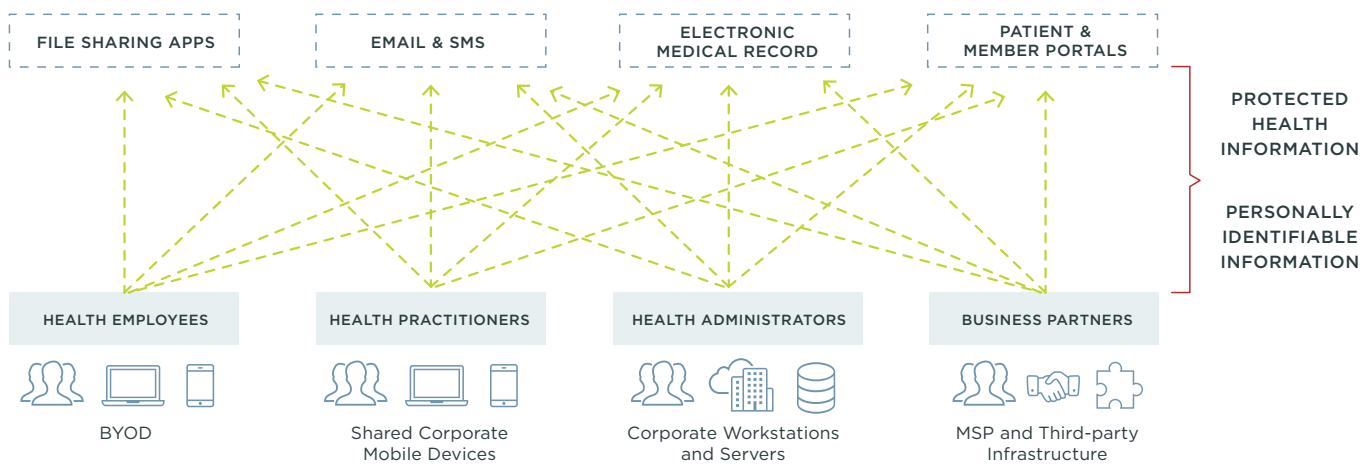 FILE SHARING APPS
EMAIL & SMS
ELECTRONIC
MEDICAL RECORD
PATIENT &
MEMBER PORTALS
PROTECTED
HEALTH
INFORMATION
PERSONALLY
IDENTIFIABLE
INFORMATION
HEALTH EMPLOYEES
HEALTH PRACTITIONERS
HEALTH ADMINISTRATORS
BUSINESS PARTNERS
BYOD
Shared Corporate
Mobile Devices
Corporate Workstations
and Servers
MSP and Third-party
Infrastructure